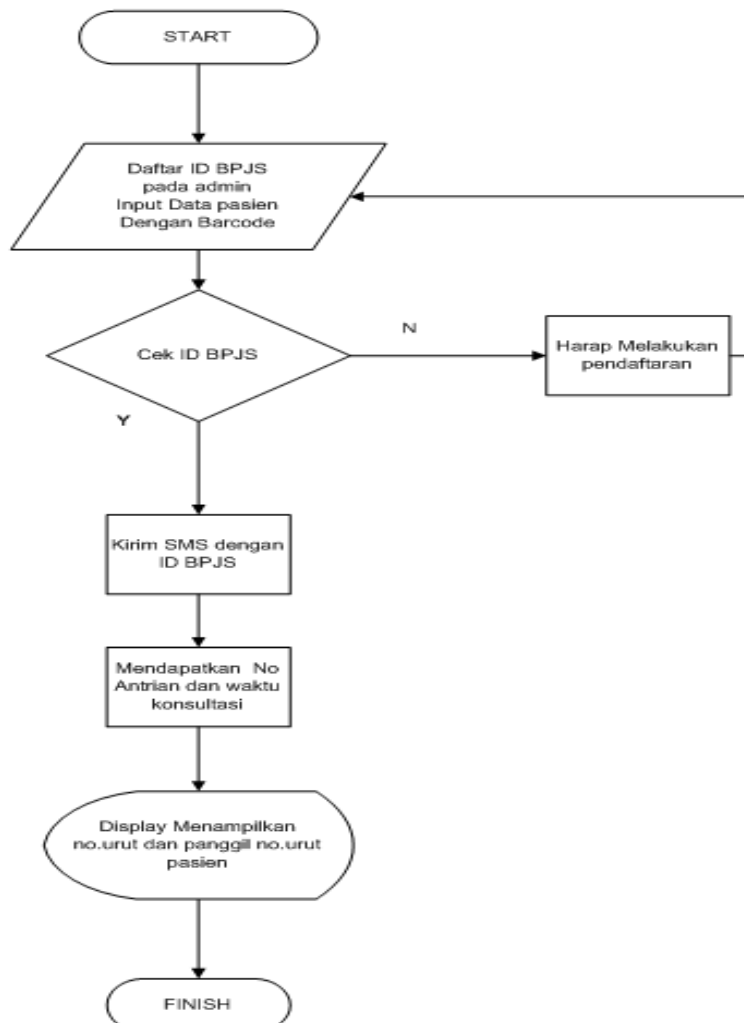 START
Daftar ID BPJS
pada admin
Input Data pasien
Dengan Barcode
Cek ID BPJS
N
Harap Melakukan
pendaftaran
Y
Kirim SMS dengan
ID BPJS
Mendapatkan No
Antrian dan waktu
konsultasi
Display Menampilkan
no.urut dan panggil no.urut
pasien
FINISH